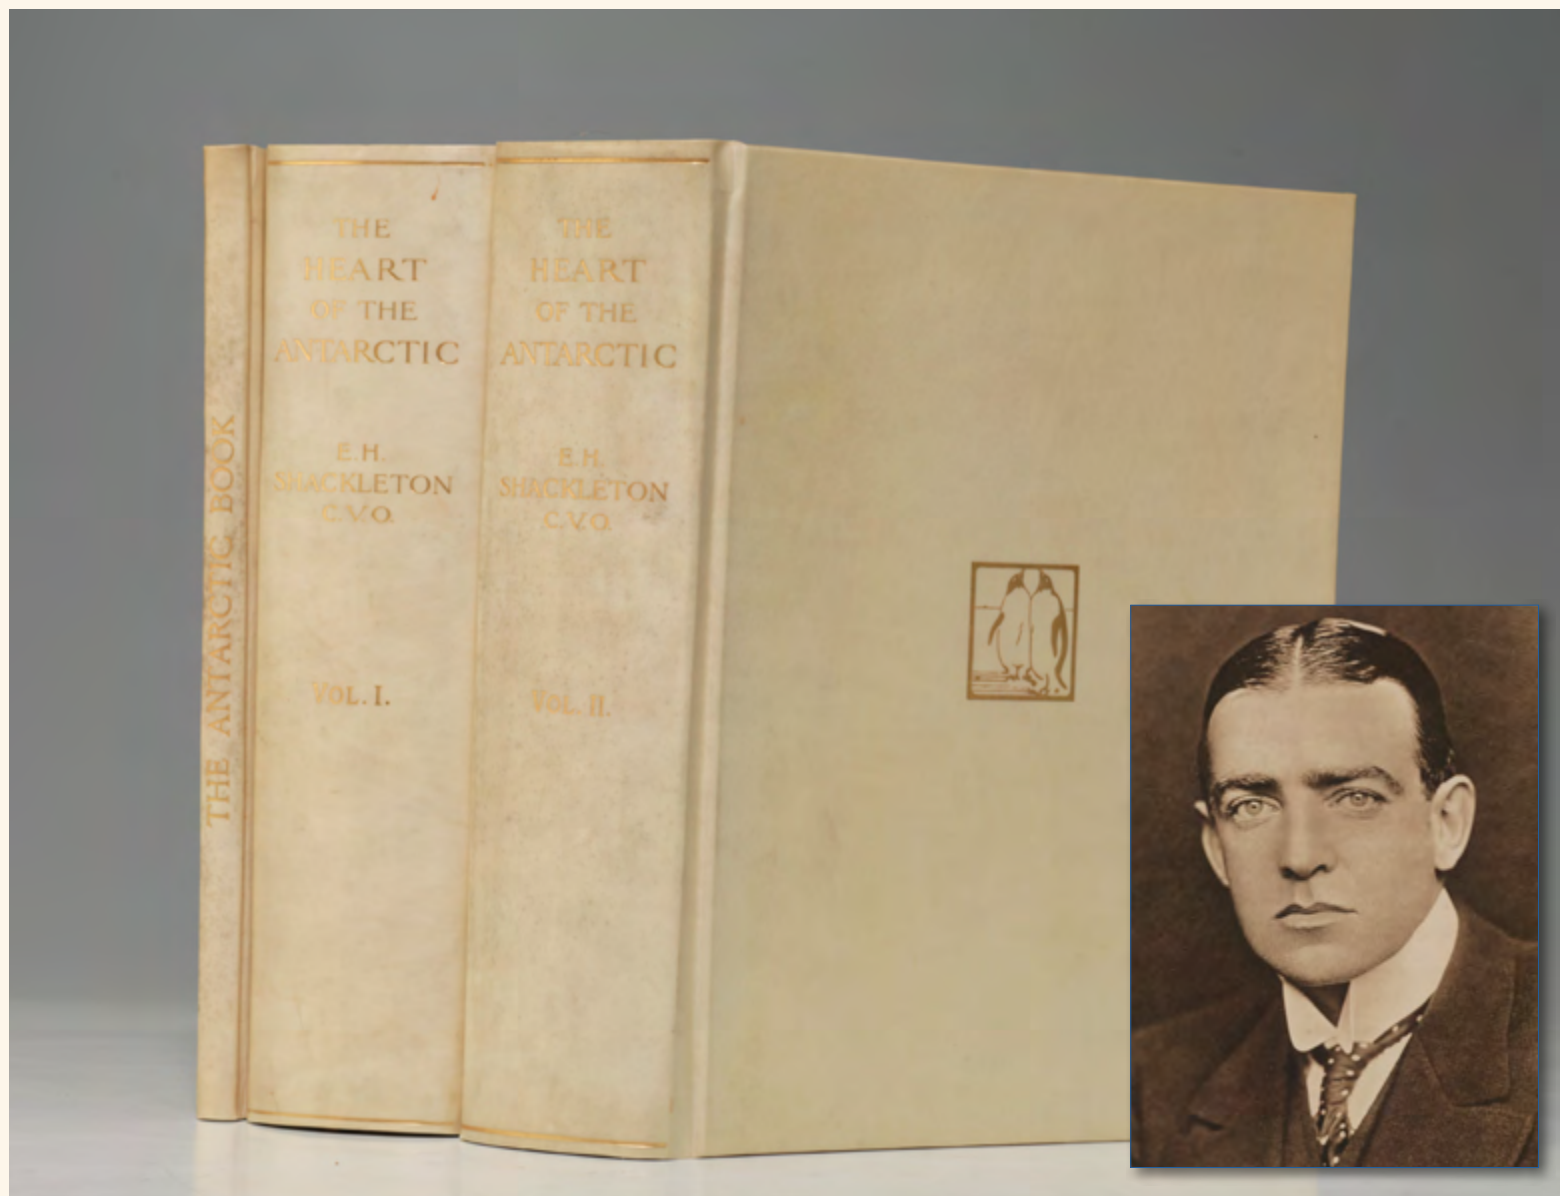 THE ANTARCTIC BOOK
THE
HEART
OF THE
ANTARCTIC
E.H.
SHACKLETON
C.V.O.
VOL. I.
THE
HEART
OF THE
ANTARCTIC
E.H.
SHACKLETON
C.V.O.
VOL. II.